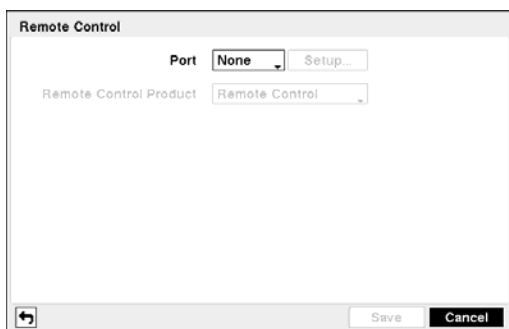 Remote Control
Port None Setup...
Remote Control Product Remote Control
Save Cancel